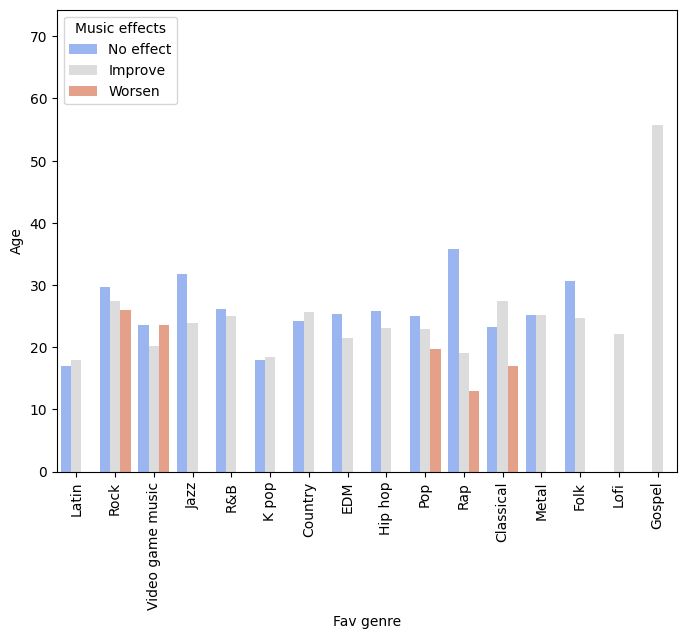 70
60
50
40
30
20
10
0
Age
Music effects
No effect
Improve
Worsen
Latin
Rock
Video game music
Jazz
R&B
K pop
Country
EDM
Hip hop
Pop
Rap
Classical
Metal
Folk
Lofi
Gospel
Fav genre